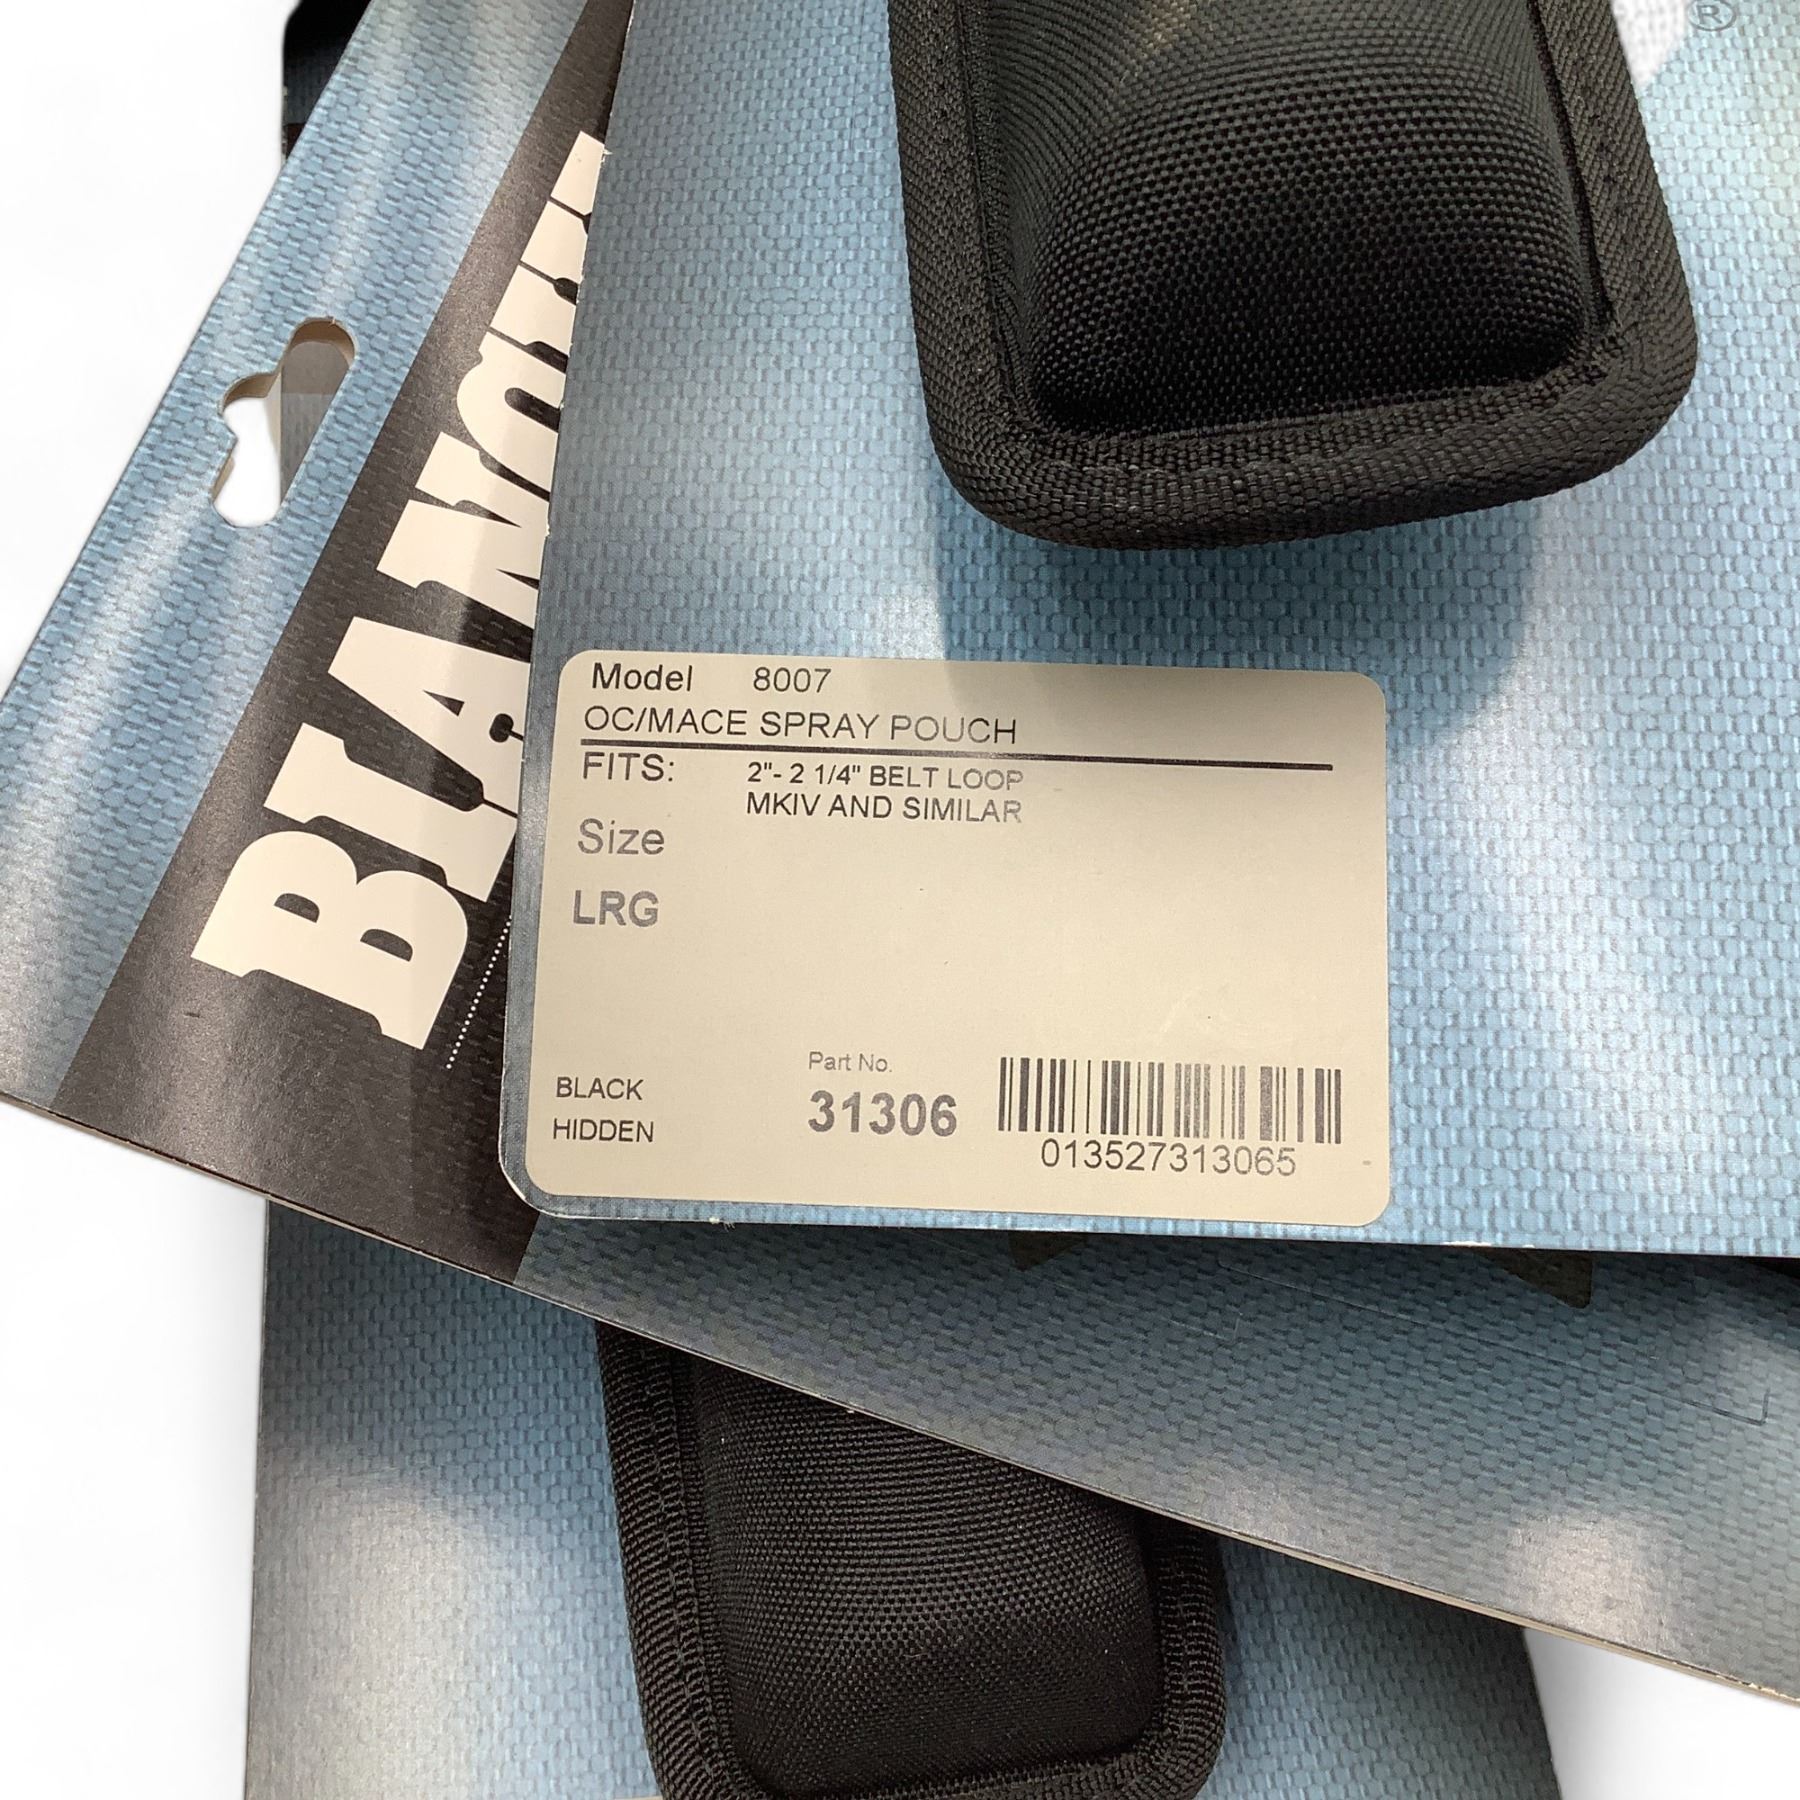 Model 8007
OC/MACE SPRAY POUCH
FITS: 2"- 2 1/4" BELT LOOP
MKIV AND SIMILAR
Size
LRG
BLACK
HIDDEN
Part No.
31306
013527313065
®